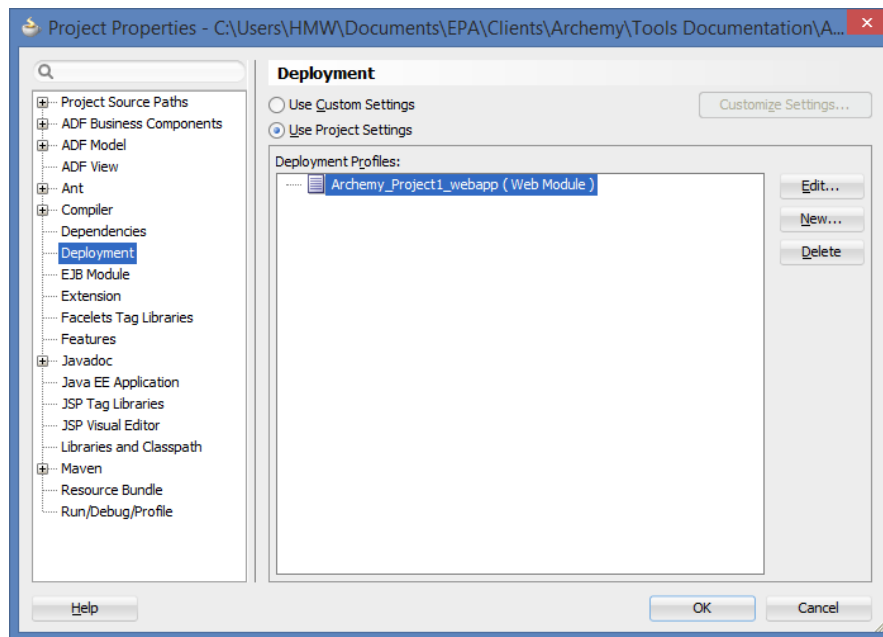 Project Properties - C:\Users\HMW\Documents\EPA\Clients\Archemy\Tools Documentation\A...
Project Source Paths
ADF Business Components
ADF Model
ADF View
Ant
Compiler
Dependencies
Deployment
EJB Module
Extension
Facelets Tag Libraries
Features
Javadoc
Java EE Application
JSP Tag Libraries
JSP Visual Editor
Libraries and Classpath
Maven
Resource Bundle
Run/Debug/Profile
Deployment
Use Custom Settings
Customize Settings...
Use Project Settings
Deployment Profiles:
Archemy_Project1_webapp ( Web Module )
Edit...
New...
Delete
Help
OK
Cancel